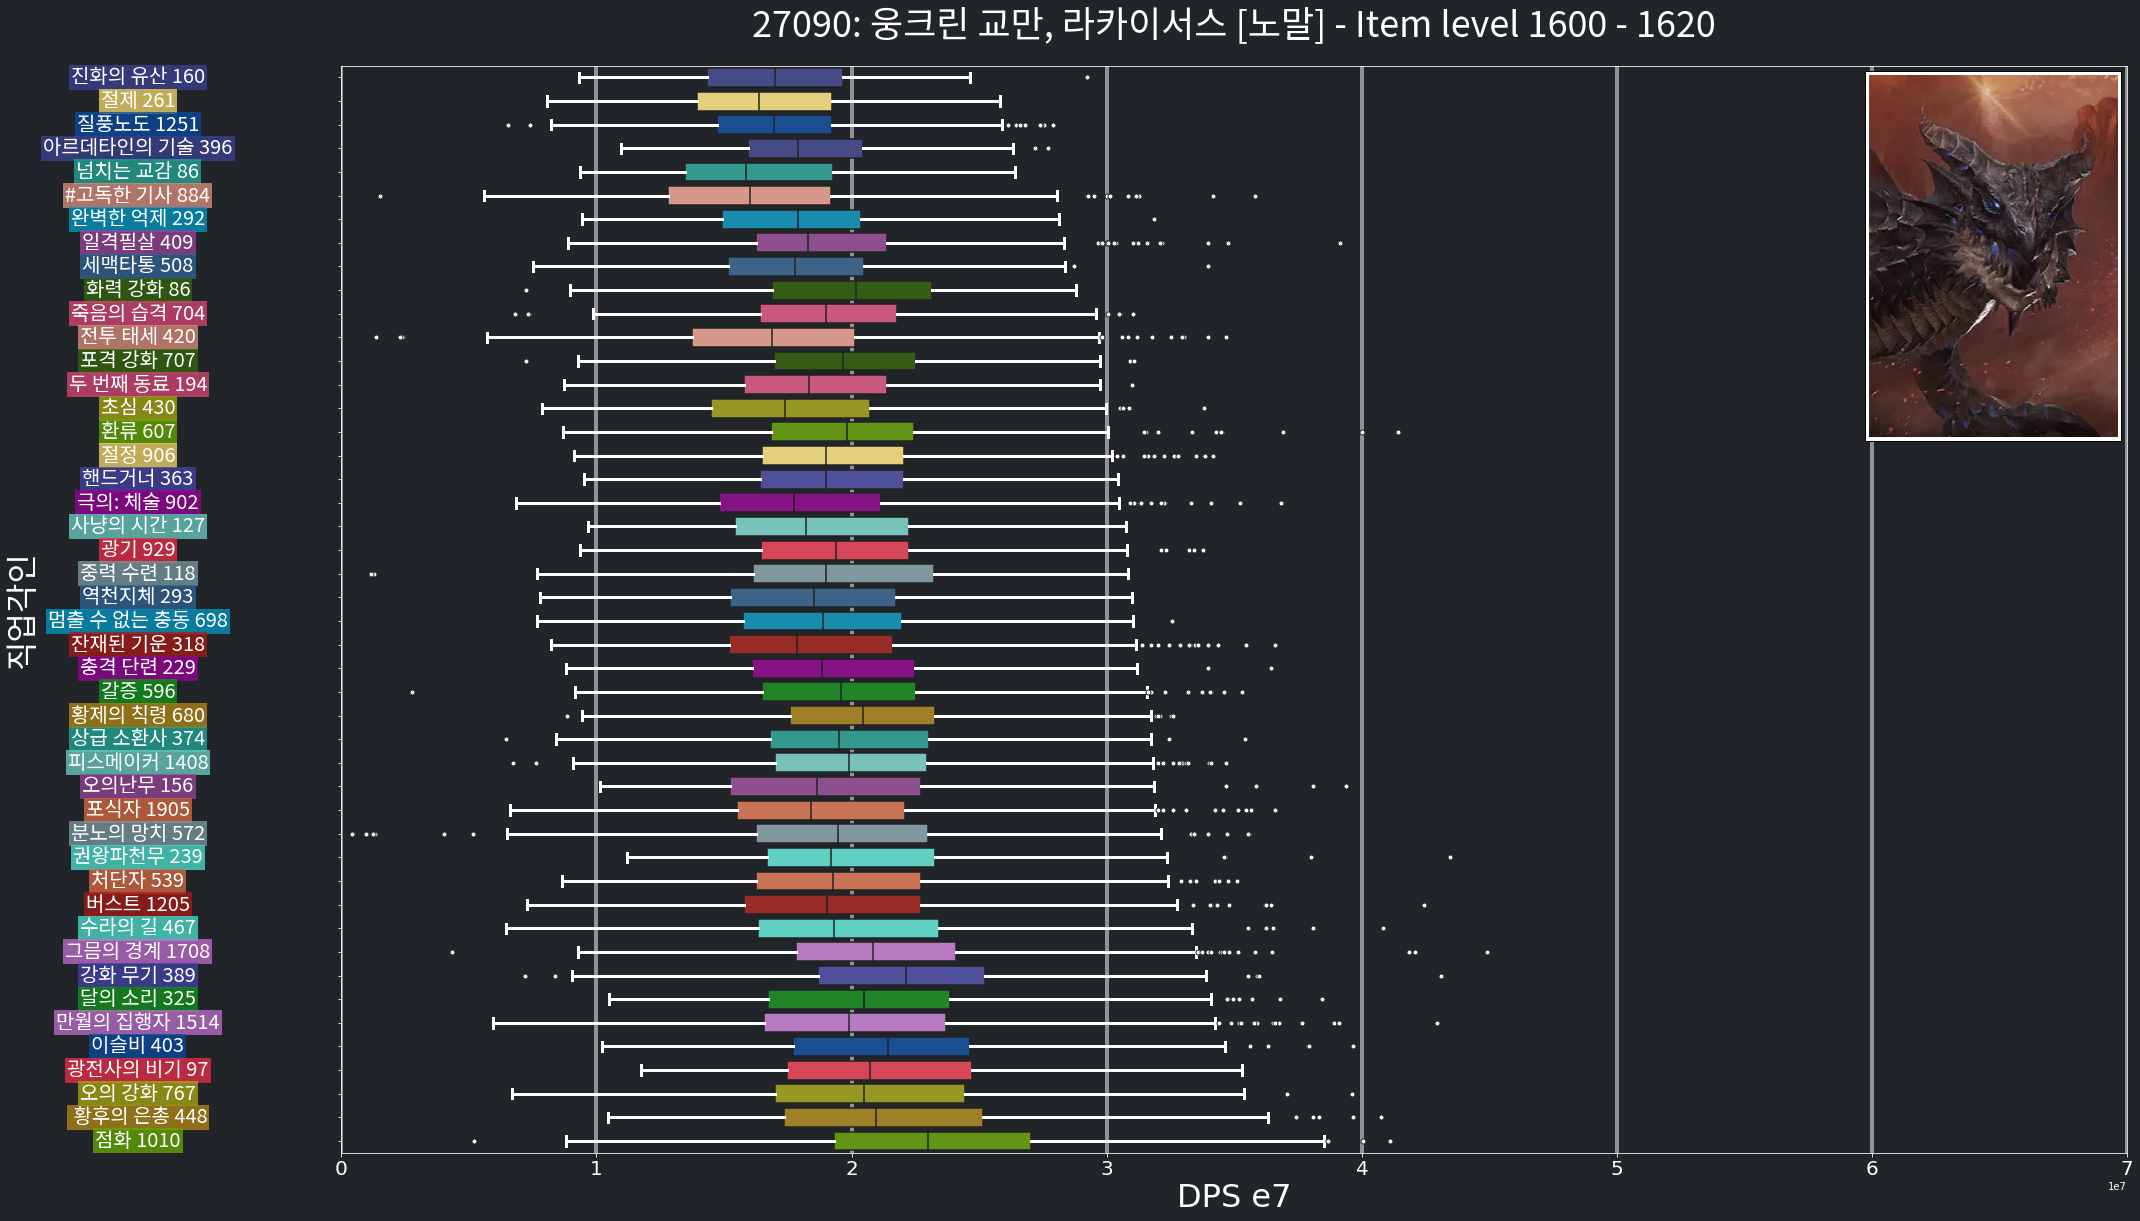 27090: 웅크린 교만, 라카이서스 [노말] - Item level 1600 - 1620
진화의 유산 160
절제 261
질풍노도 1251
아르데타인의 기술 396
넘치는 교감 86
#고독한 기사 884
완벽한 억제 292
일격필살 409
세맥타통 508
화력 강화 86
죽음의 습격 704
전투 태세 420
포격 강화 707
두 번째 동료 194
초심 430
환류 607
절정 906
핸드거너 363
극의: 체술 902
사냥의 시간 127
광기 929
중력 수련 118
역천지체 293
멈출 수 없는 충동 698
잔재된 기운 318
충격 단련 229
갈증 596
황제의 칙령 680
상급 소환사 374
피스메이커 1408
오의난무 156
포식자 1905
분노의 망치 572
권왕파천무 239
처단자 539
버스트 1205
수라의 길 467
그믐의 경계 1708
강화 무기 389
달의 소리 325
만월의 집행자 1514
이슬비 403
광전사의 비기 97
오의 강화 767
황후의 은총 448
점화 1010
직업각인
0 1 2 3 4 5 6 7
1e7
DPS e7